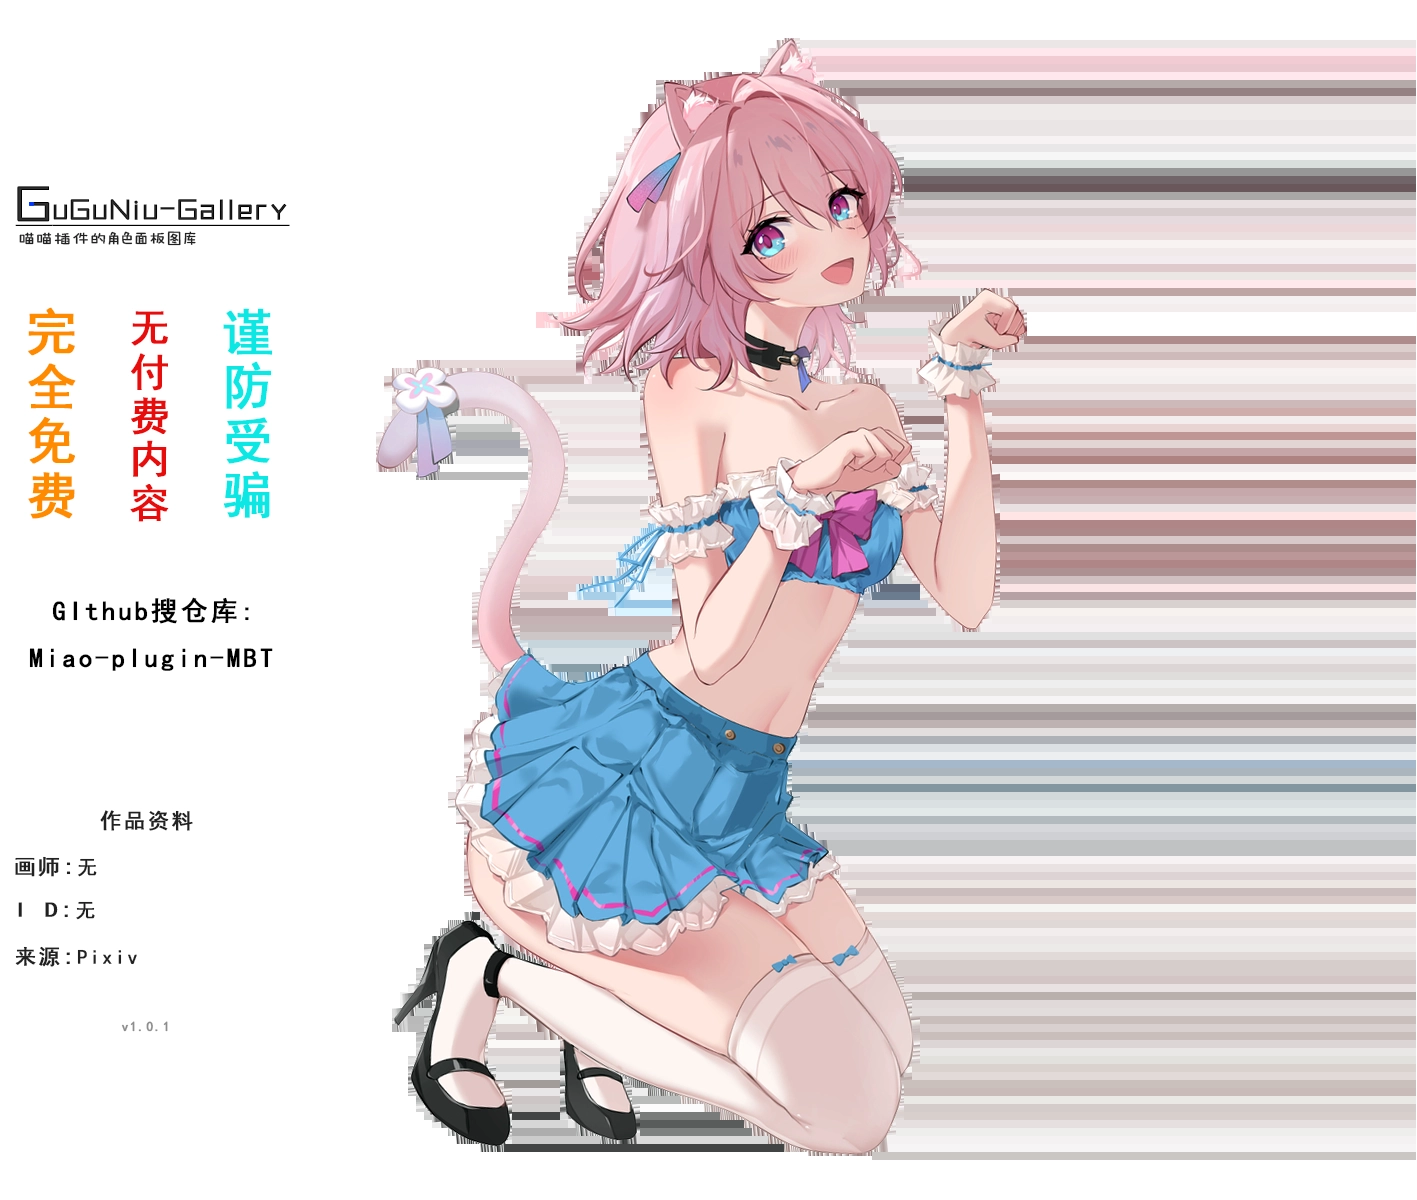 GuGuNiu-Gallery
喵喵插件的角色面板图库
完全免费
无付费内容
谨防受骗
GIthub搜仓库:
Miao-plugin-MBT
作品资料
画师:无
I D:无
来源:Pixiv
v1.0.1